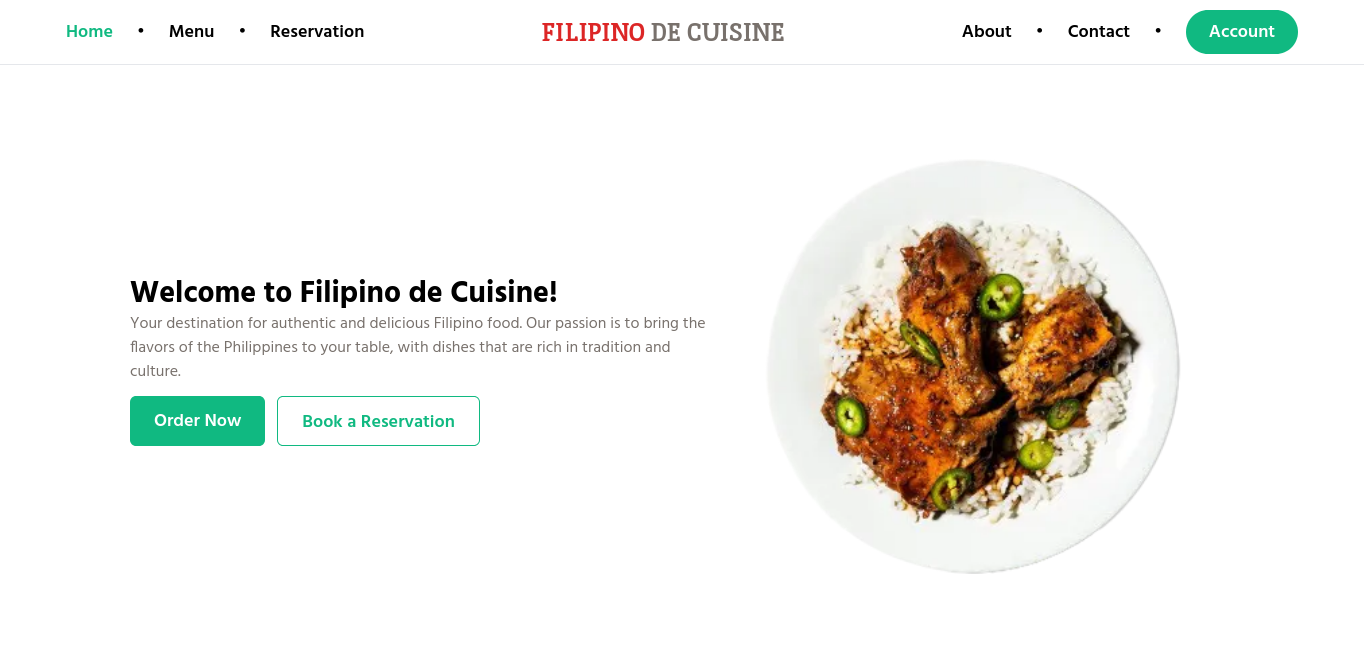 Home • Menu • Reservation
FILIPINO DE CUISINE
About • Contact • Account
Welcome to Filipino de Cuisine!
Your destination for authentic and delicious Filipino food. Our passion is to bring the
flavors of the Philippines to your table, with dishes that are rich in tradition and
culture.
Order Now
Book a Reservation